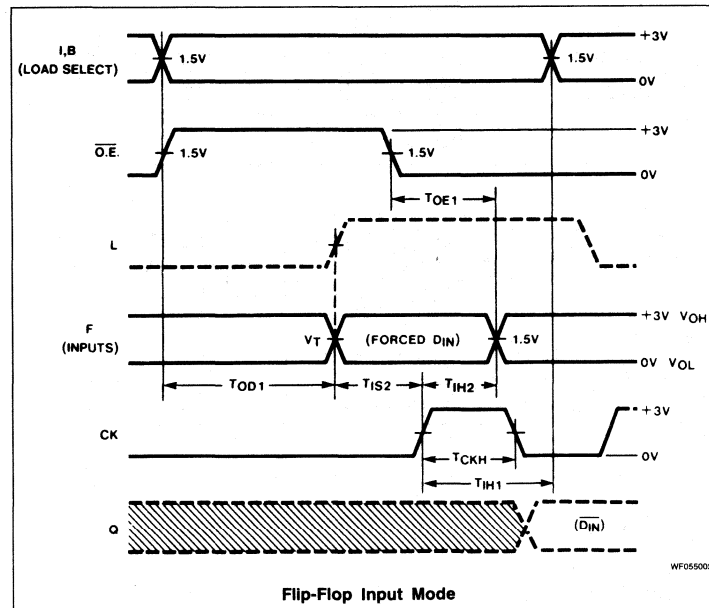 I,B
(LOAD SELECT)
1.5V
1.5V
+3V
0V
O.E.
1.5V
1.5V
+3V
0V
TOE1
L
F
(INPUTS)
VT
(FORCED DIN)
1.5V
+3V VOH
0V VOL
TOD1
TIS2
TIH2
CK
+3V
0V
TCKH
TIH1
Q
(DIN)
Flip-Flop Input Mode